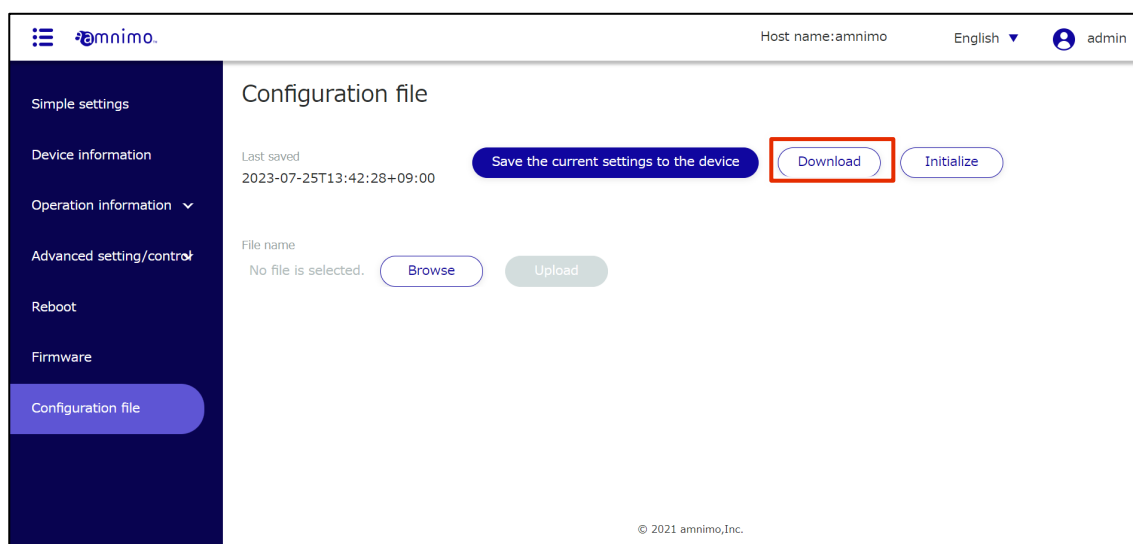 amnimo Host name:amnimo English ▼ admin
Simple settings
Device information
Operation information
Advanced setting/control
Reboot
Firmware
Configuration file
Configuration file
Last saved
2023-07-25T13:42:28+09:00
Save the current settings to the device Download Initialize
File name
No file is selected. Browse Upload
© 2021 amnimo,Inc.